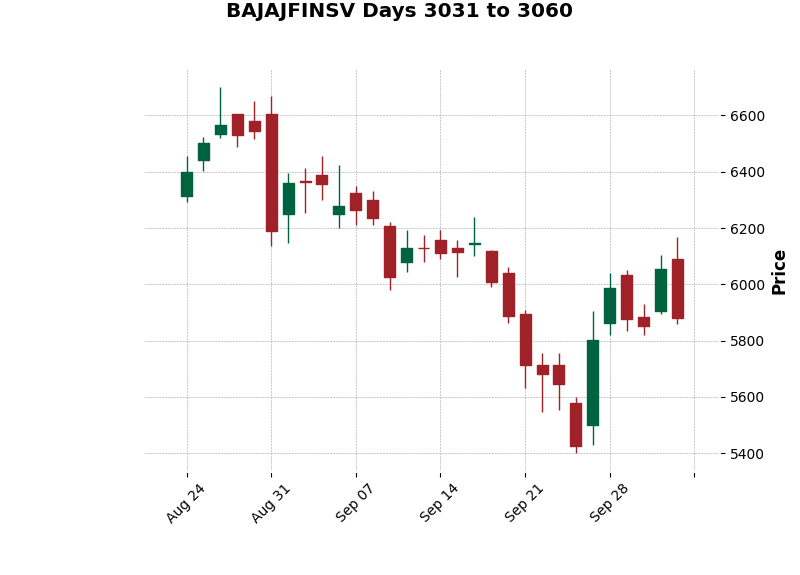 BAJAJFINSV Days 3031 to 3060
6600
6400
6200
6000
5800
5600
5400
Price
Aug 24
Aug 31
Sep 07
Sep 14
Sep 21
Sep 28